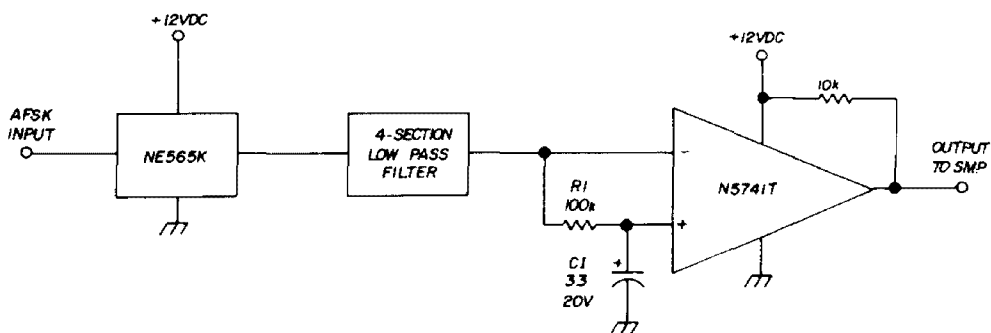 +12VDC
AFSK
INPUT
NE565K
4-SECTION
LOW PASS
FILTER
R1
100k
C1
33
20V
+
-
+
N5741T
+12VDC
10k
OUTPUT
TO SMP